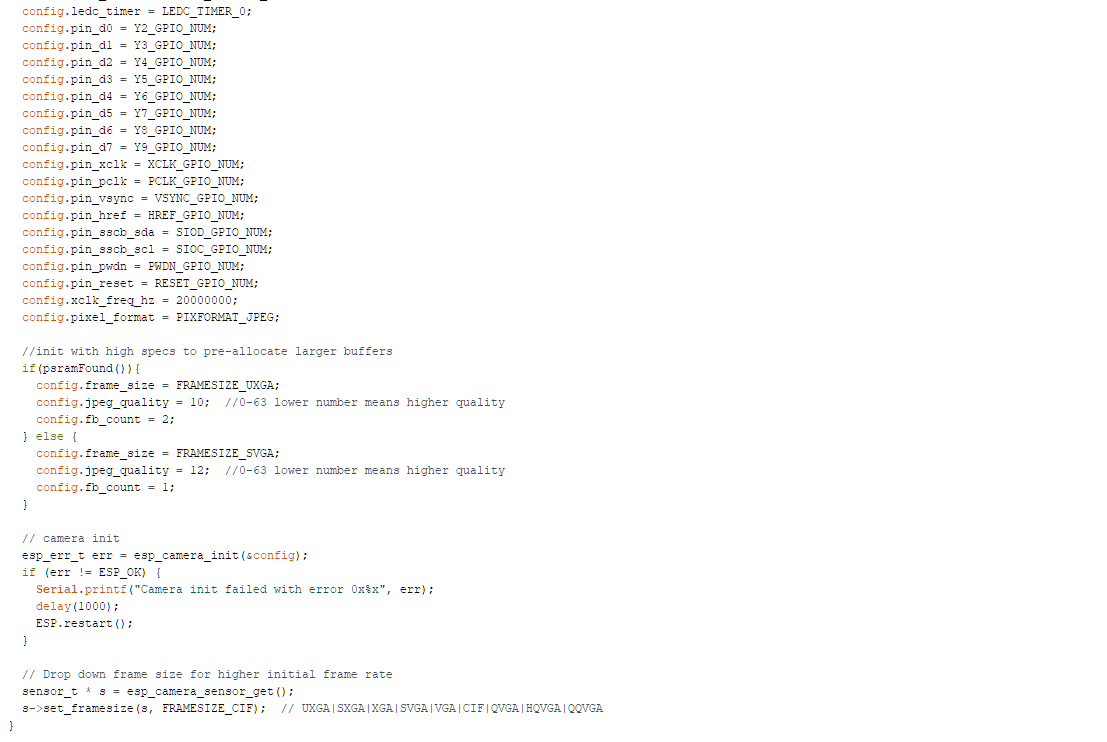 config.ledc_timer = LEDC_TIMER_0;
config.pin_d0 = Y2_GPIO_NUM;
config.pin_d1 = Y3_GPIO_NUM;
config.pin_d2 = Y4_GPIO_NUM;
config.pin_d3 = Y5_GPIO_NUM;
config.pin_d4 = Y6_GPIO_NUM;
config.pin_d5 = Y7_GPIO_NUM;
config.pin_d6 = Y8_GPIO_NUM;
config.pin_d7 = Y9_GPIO_NUM;
config.pin_xclk = XCLK_GPIO_NUM;
config.pin_pclk = PCLK_GPIO_NUM;
config.pin_vsync = VSYNC_GPIO_NUM;
config.pin_href = HREF_GPIO_NUM;
config.pin_sscb_sda = SIOD_GPIO_NUM;
config.pin_sscb_scl = SIOC_GPIO_NUM;
config.pin_pwdn = PWDN_GPIO_NUM;
config.pin_reset = RESET_GPIO_NUM;
config.xclk_freq_hz = 20000000;
config.pixel_format = PIXFORMAT_JPEG;
//init with high specs to pre-allocate larger buffers
if(psramFound()){
config.frame_size = FRAMESIZE_UXGA;
config.jpeg_quality = 10;  //0-63 lower number means higher quality
config.fb_count = 2;
} else {
config.frame_size = FRAMESIZE_SVGA;
config.jpeg_quality = 12;  //0-63 lower number means higher quality
config.fb_count = 1;
}
// camera init
esp_err_t err = esp_camera_init(&config);
if (err != ESP_OK) {
Serial.printf("Camera init failed with error 0x%x", err);
delay(1000);
ESP.restart();
}
// Drop down frame size for higher initial frame rate
sensor_t * s = esp_camera_sensor_get();
s->set_framesize(s, FRAMESIZE_CIF);  // UXGA|SXGA|XGA|SVGA|VGA|CIF|QVGA|HQVGA|QQVGA
}